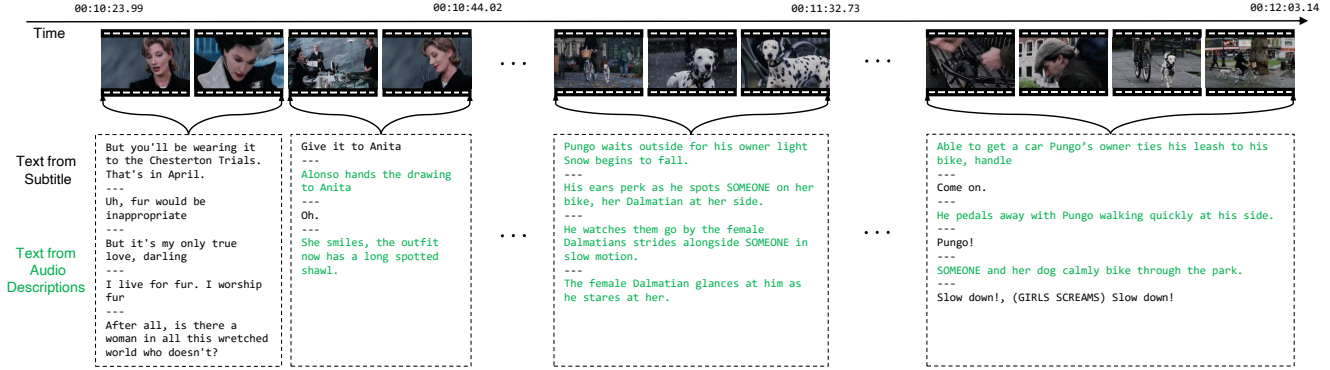 00:10:23.99
00:10:44.02
00:11:32.73
00:12:03.14
Time
Text from
Subtitle
Text from
Audio
Descriptions
But you'll be wearing it
to the Chesterton Trials.
That's in April.
---
Uh, fur would be
inappropriate
---
But it's my only true
love, darling
---
I live for fur. I worship
fur
---
After all, is there a
woman in all this wretched
world who doesn't?
Give it to Anita
---
Alonso hands the drawing
to Anita
---
Oh.
---
She smiles, the outfit
now has a long spotted
shawl.
...
...
Pungo waits outside for his owner light
Snow begins to fall.
---
His ears perk as he spots SOMEONE on her
bike, her Dalmatian at her side.
---
He watches them go by the female
Dalmatians strides alongside SOMEONE in
slow motion.
---
The female Dalmatian glances at him as
he stares at her.
...
...
Able to get a car Pungo's owner ties his leash to his
bike, handle
---
Come on.
---
He pedals away with Pungo walking quickly at his side.
---
Pungo!
---
SOMEONE and her dog calmly bike through the park.
---
Slow down!, (GIRLS SCREAMS) Slow down!